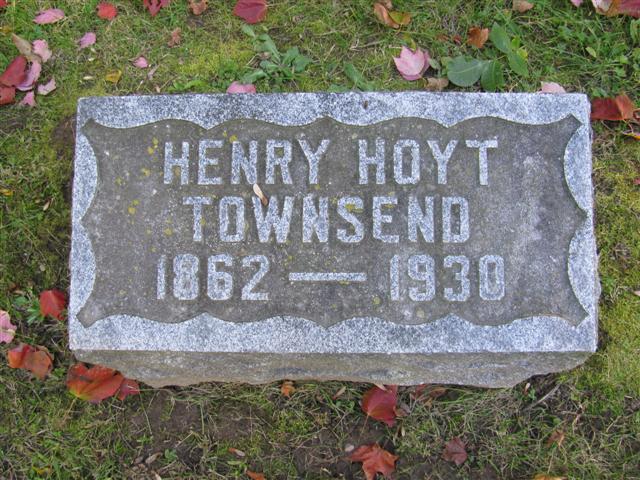 HENRY HOYT
TOWNSEND
1862 — 1930